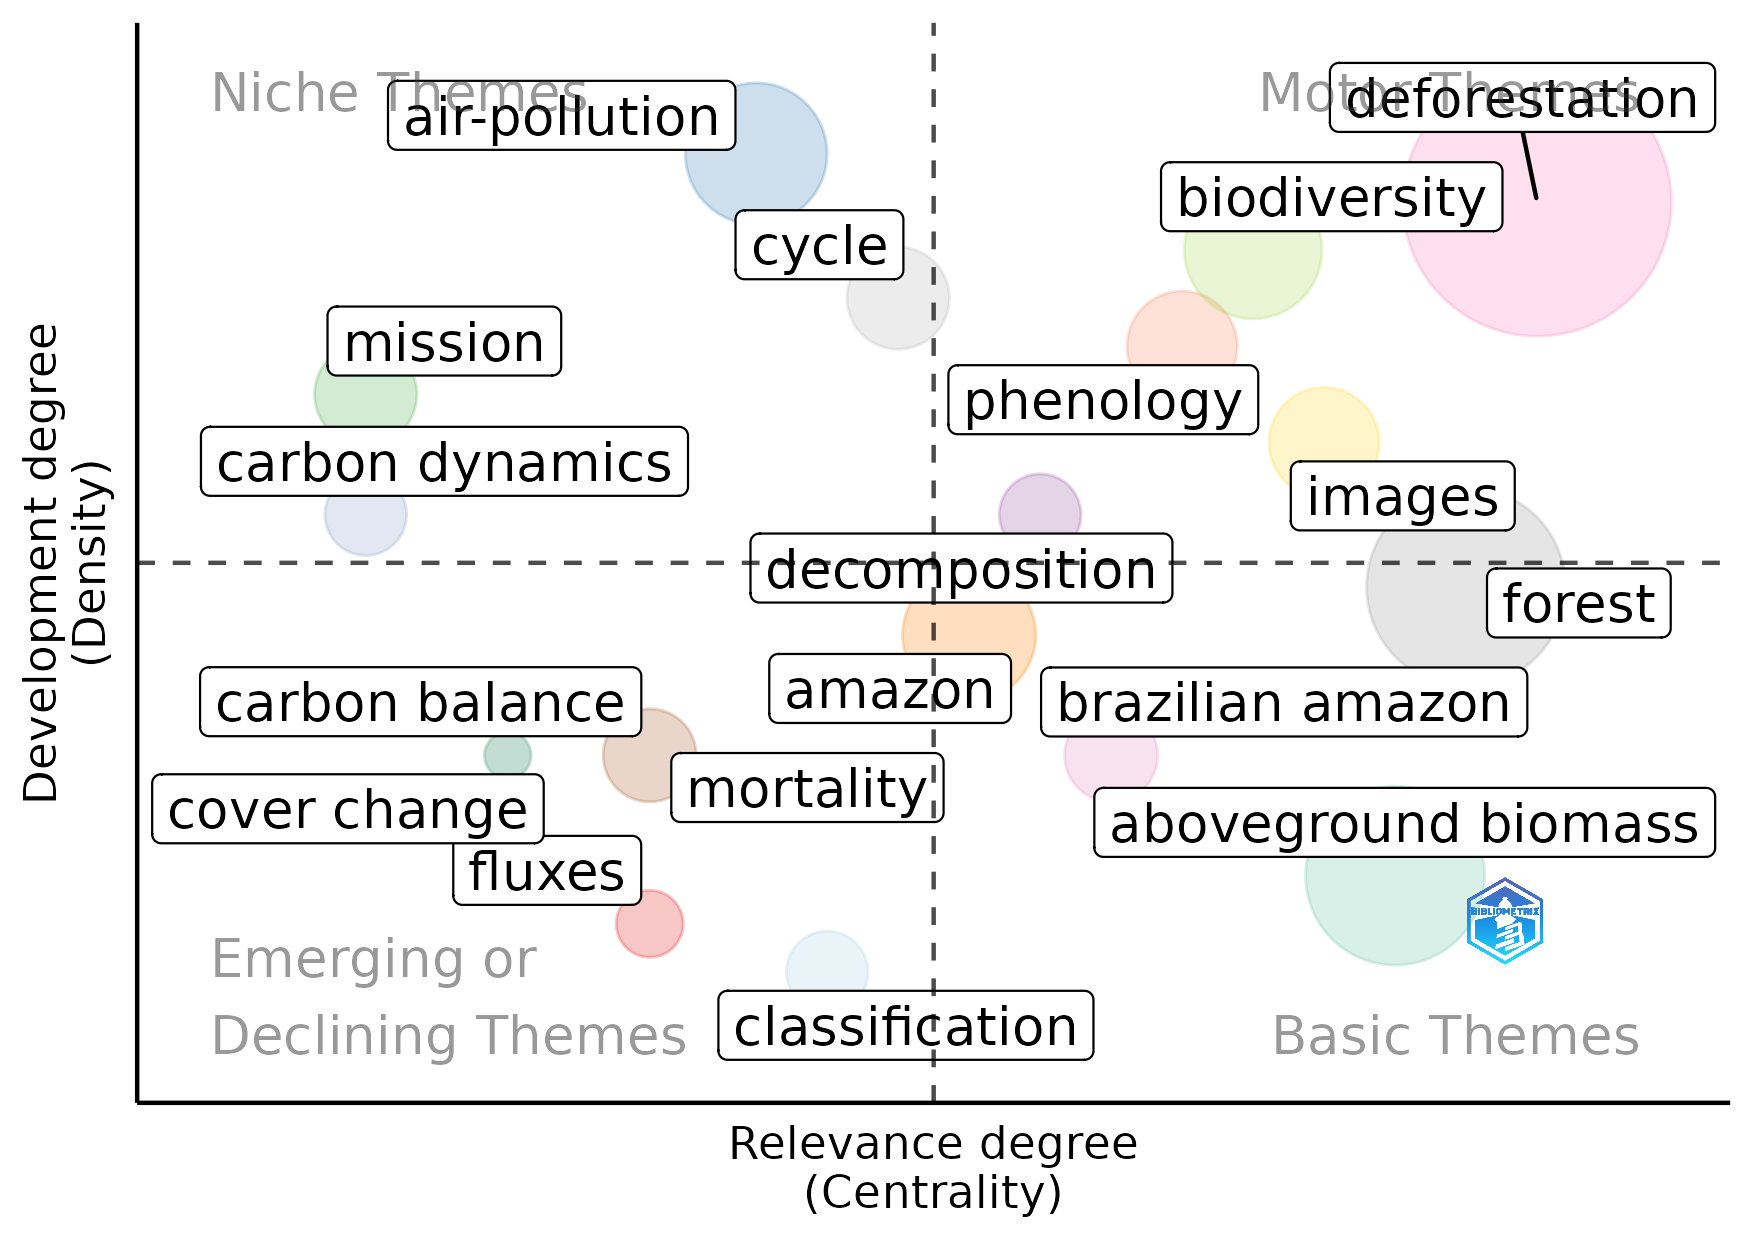 Niche Themes
Motor Themes
deforestation
air-pollution
biodiversity
cycle
mission
phenology
carbon dynamics
images
decomposition
forest
carbon balance
amazon
brazilian amazon
mortality
cover change
aboveground biomass
fluxes
BIBLIOMETRIX
Emerging or
Declining Themes
classification
Basic Themes
Development degree
(Density)
Relevance degree
(Centrality)